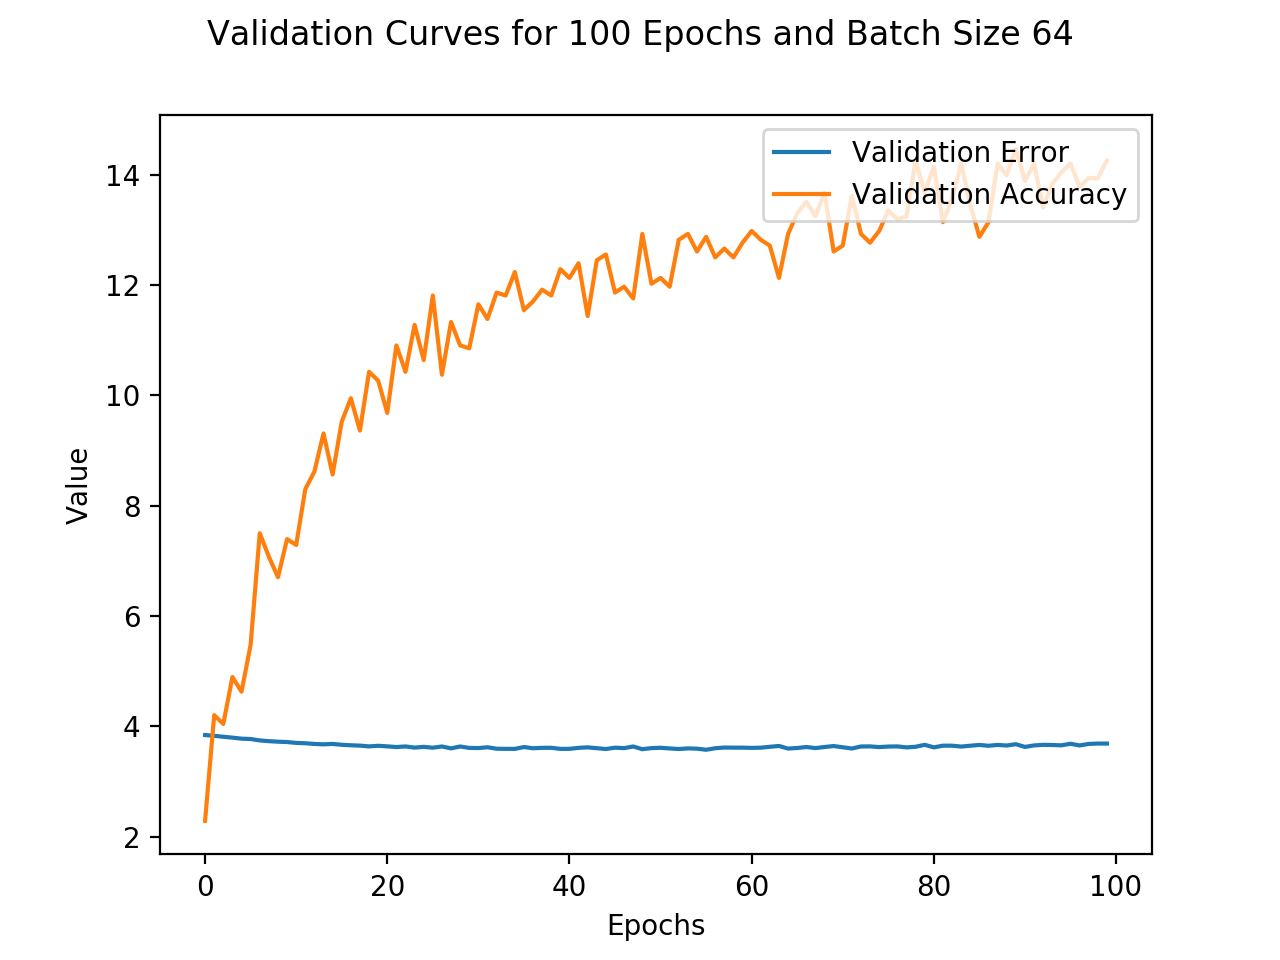 Validation Curves for 100 Epochs and Batch Size 64
Validation Error
Validation Accuracy
14
12
10
8
6
4
2
Value
0 20 40 60 80 100
Epochs